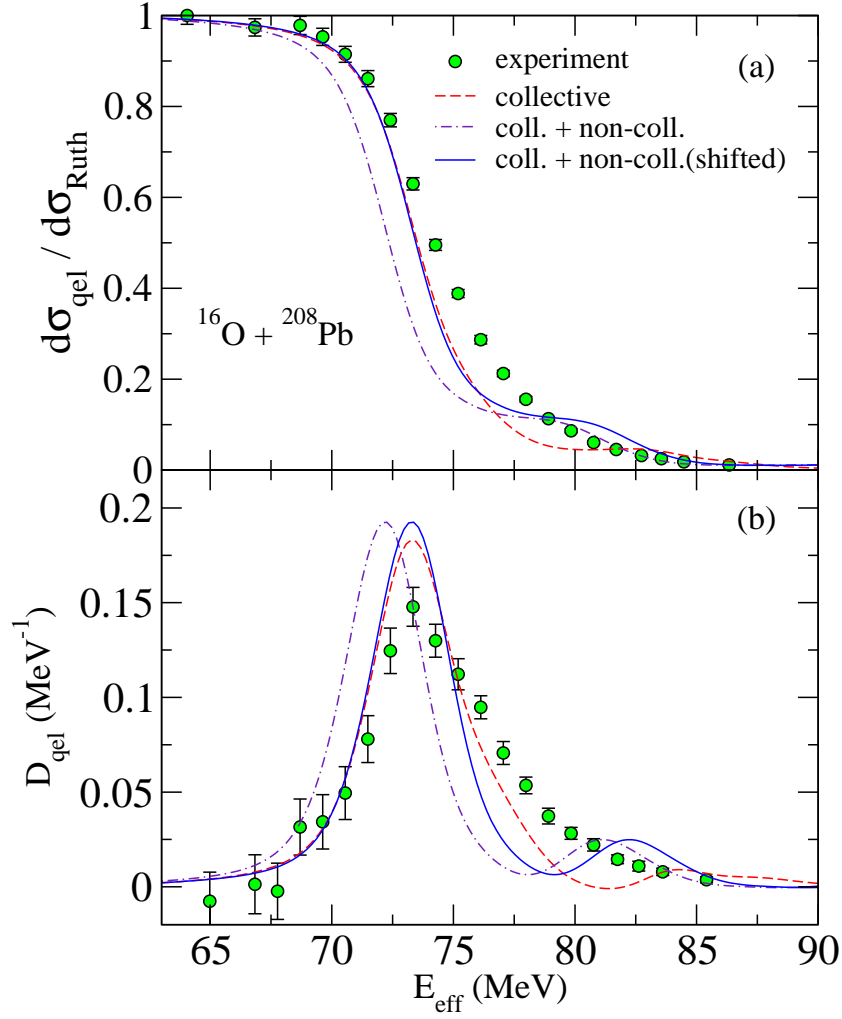 1
(a)
experiment
collective
coll. + non-coll.
coll. + non-coll.(shifted)
0.8
0.6
0.4
0.2
0
dσqel / dσRuth
16O + 208Pb
(b)
0.2
0.15
0.1
0.05
0
Dqel (MeV-1)
65 70 75 80 85 90
Eeff (MeV)